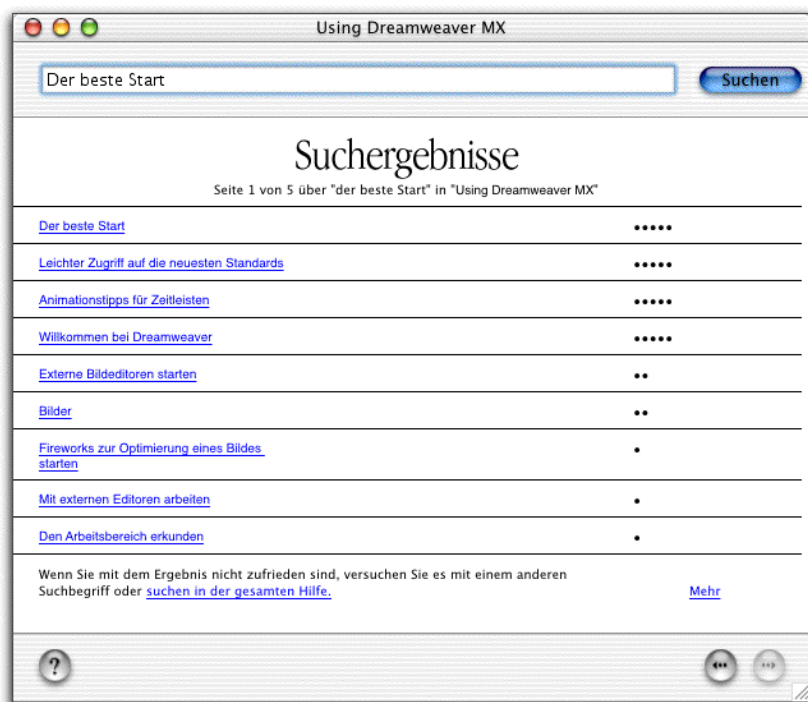 Using Dreamweaver MX
Der beste Start
Suchen
Suchergebnisse
Seite 1 von 5 über "der beste Start" in "Using Dreamweaver MX"
Der beste Start
Leichter Zugriff auf die neuesten Standards
Animationstipps für Zeitleisten
Willkommen bei Dreamweaver
Externe Bildeditoren starten
Bilder
Fireworks zur Optimierung eines Bildes
starten
Mit externen Editoren arbeiten
Den Arbeitsbereich erkunden
Wenn Sie mit dem Ergebnis nicht zufrieden sind, versuchen Sie es mit einem anderen
Suchbegriff oder suchen in der gesamten Hilfe.
Mehr
?